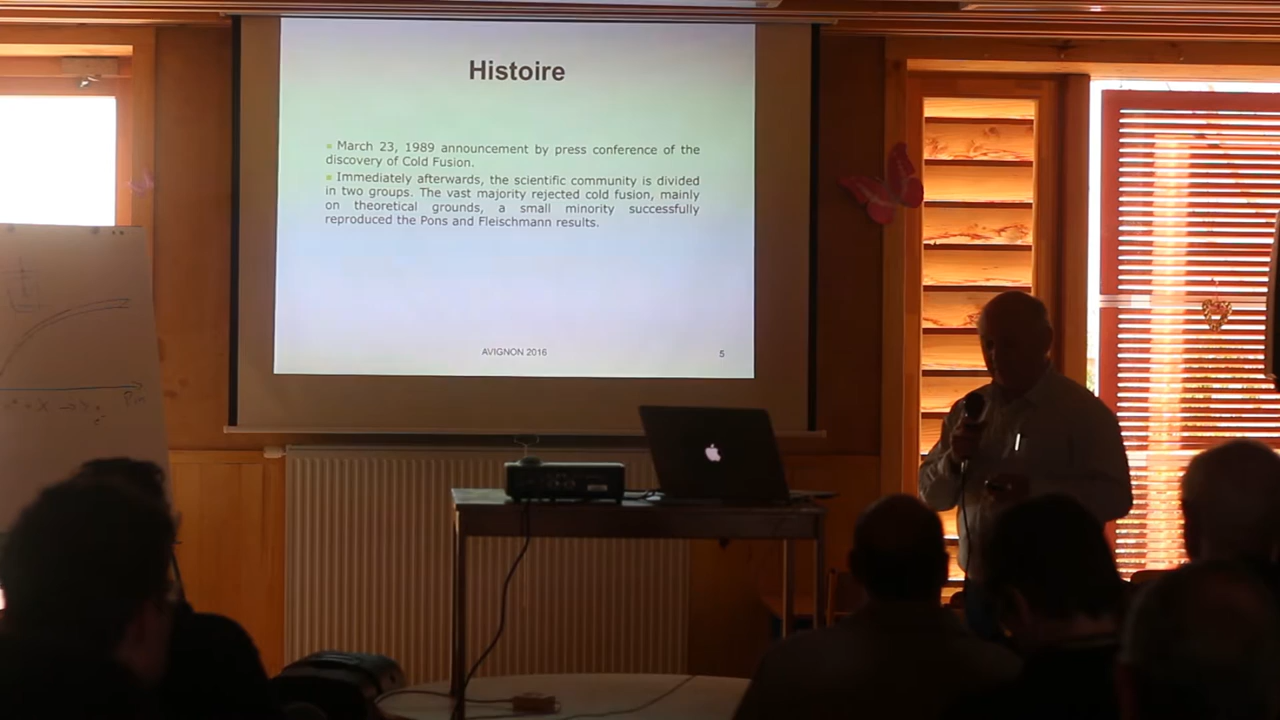 Histoire
March 23, 1989 announcement by press conference of the
discovery of Cold Fusion.
Immediately afterwards, the scientific community is divided
in two groups. The vast majority rejected cold fusion, mainly
on theoretical grounds, a small minority successfully
reproduced the Pons and Fleischmann results.
AVIGNON 2016
5